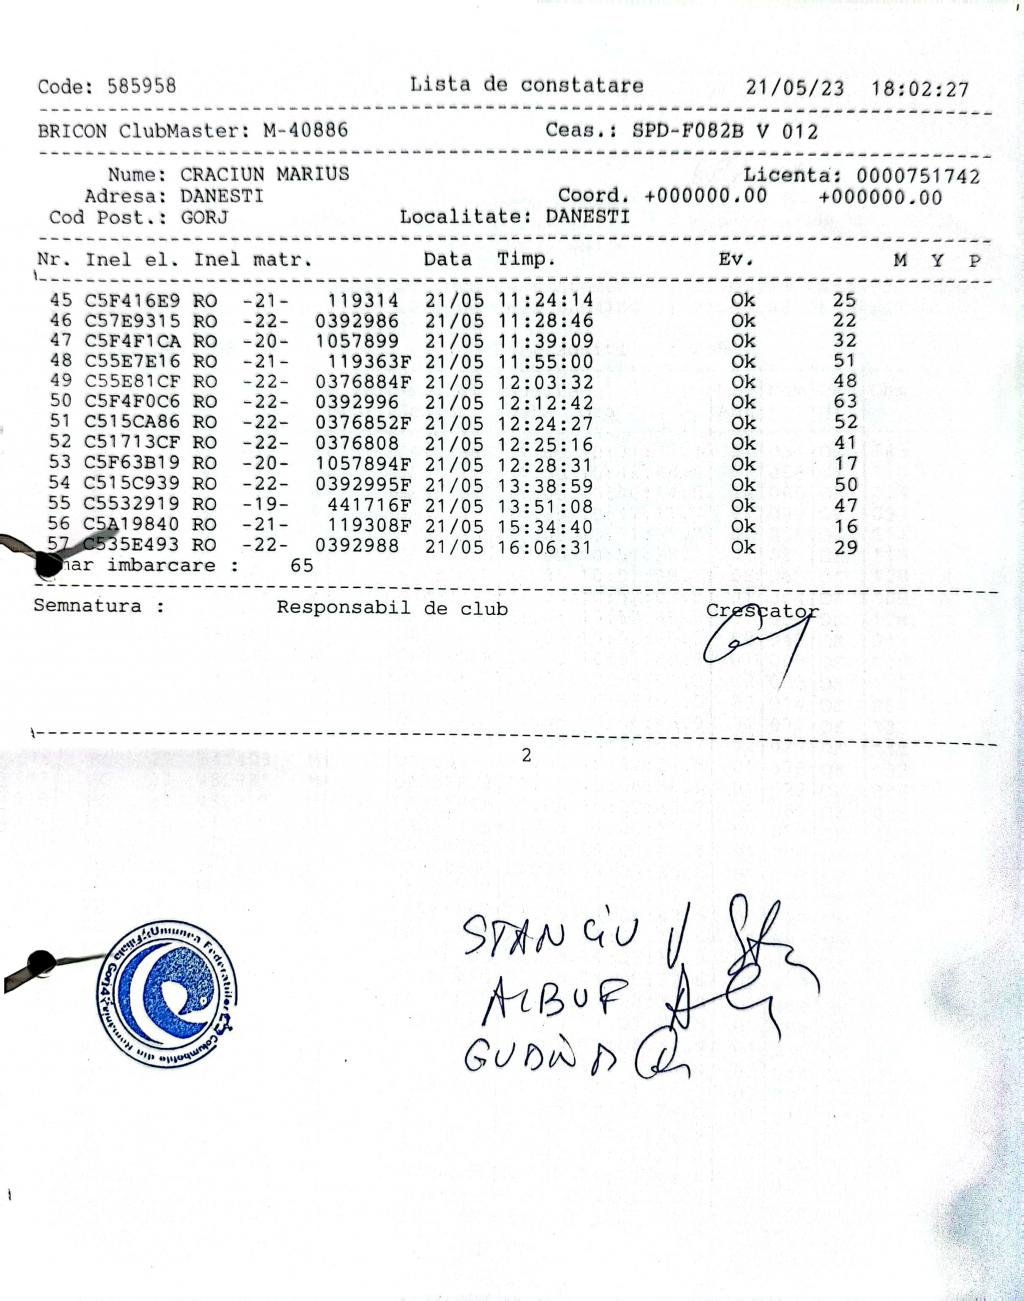 Code: 585958 Lista de constatare 21/05/23 18:02:27
BRICON ClubMaster: M-40886 Ceas.: SPD-F082B V 012
Nume: CRACIUN MARIUS Licenta: 0000751742
Adresa: DANESTI Coord. +000000.00 +000000.00
Cod Post.: GORJ Localitate: DANESTI
Nr. Inel el. Inel matr. Data Timp. Ev. M Y P
45 C5F416E9 RO -21- 119314 21/05 11:24:14 Ok 25
46 C57E9315 RO -22- 0392986 21/05 11:28:46 Ok 22
47 C5F4F1CA RO -20- 1057899 21/05 11:39:09 Ok 32
48 C55E7E16 RO -21- 119363F 21/05 11:55:00 Ok 51
49 C55E81CF RO -22- 0376884F 21/05 12:03:32 Ok 48
50 C5F4F0C6 RO -22- 0392996 21/05 12:12:42 Ok 63
51 C515CA86 RO -22- 0376852F 21/05 12:24:27 Ok 52
52 C51713CF RO -22- 0376808 21/05 12:25:16 Ok 41
53 C5F63B19 RO -20- 1057894F 21/05 12:28:31 Ok 17
54 C515C939 RO -22- 0392995F 21/05 13:38:59 Ok 50
55 C5532919 RO -19- 441716F 21/05 13:51:08 Ok 47
56 C5A19840 RO -21- 119308F 21/05 15:34:40 Ok 16
57 C535E493 RO -22- 0392988 21/05 16:06:31 Ok 29
imbarcare : 65
Semnatura : Responsabil de club Crescator
2
STANCIU V
ALBUF